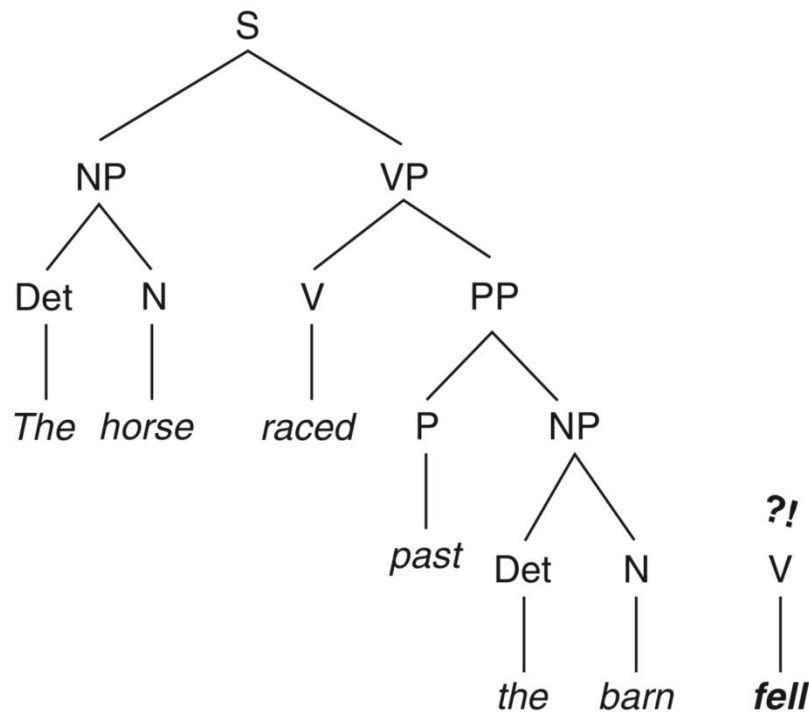 S
NP VP
Det N V PP
The horse raced P NP
?!
past Det N V
the barn fell